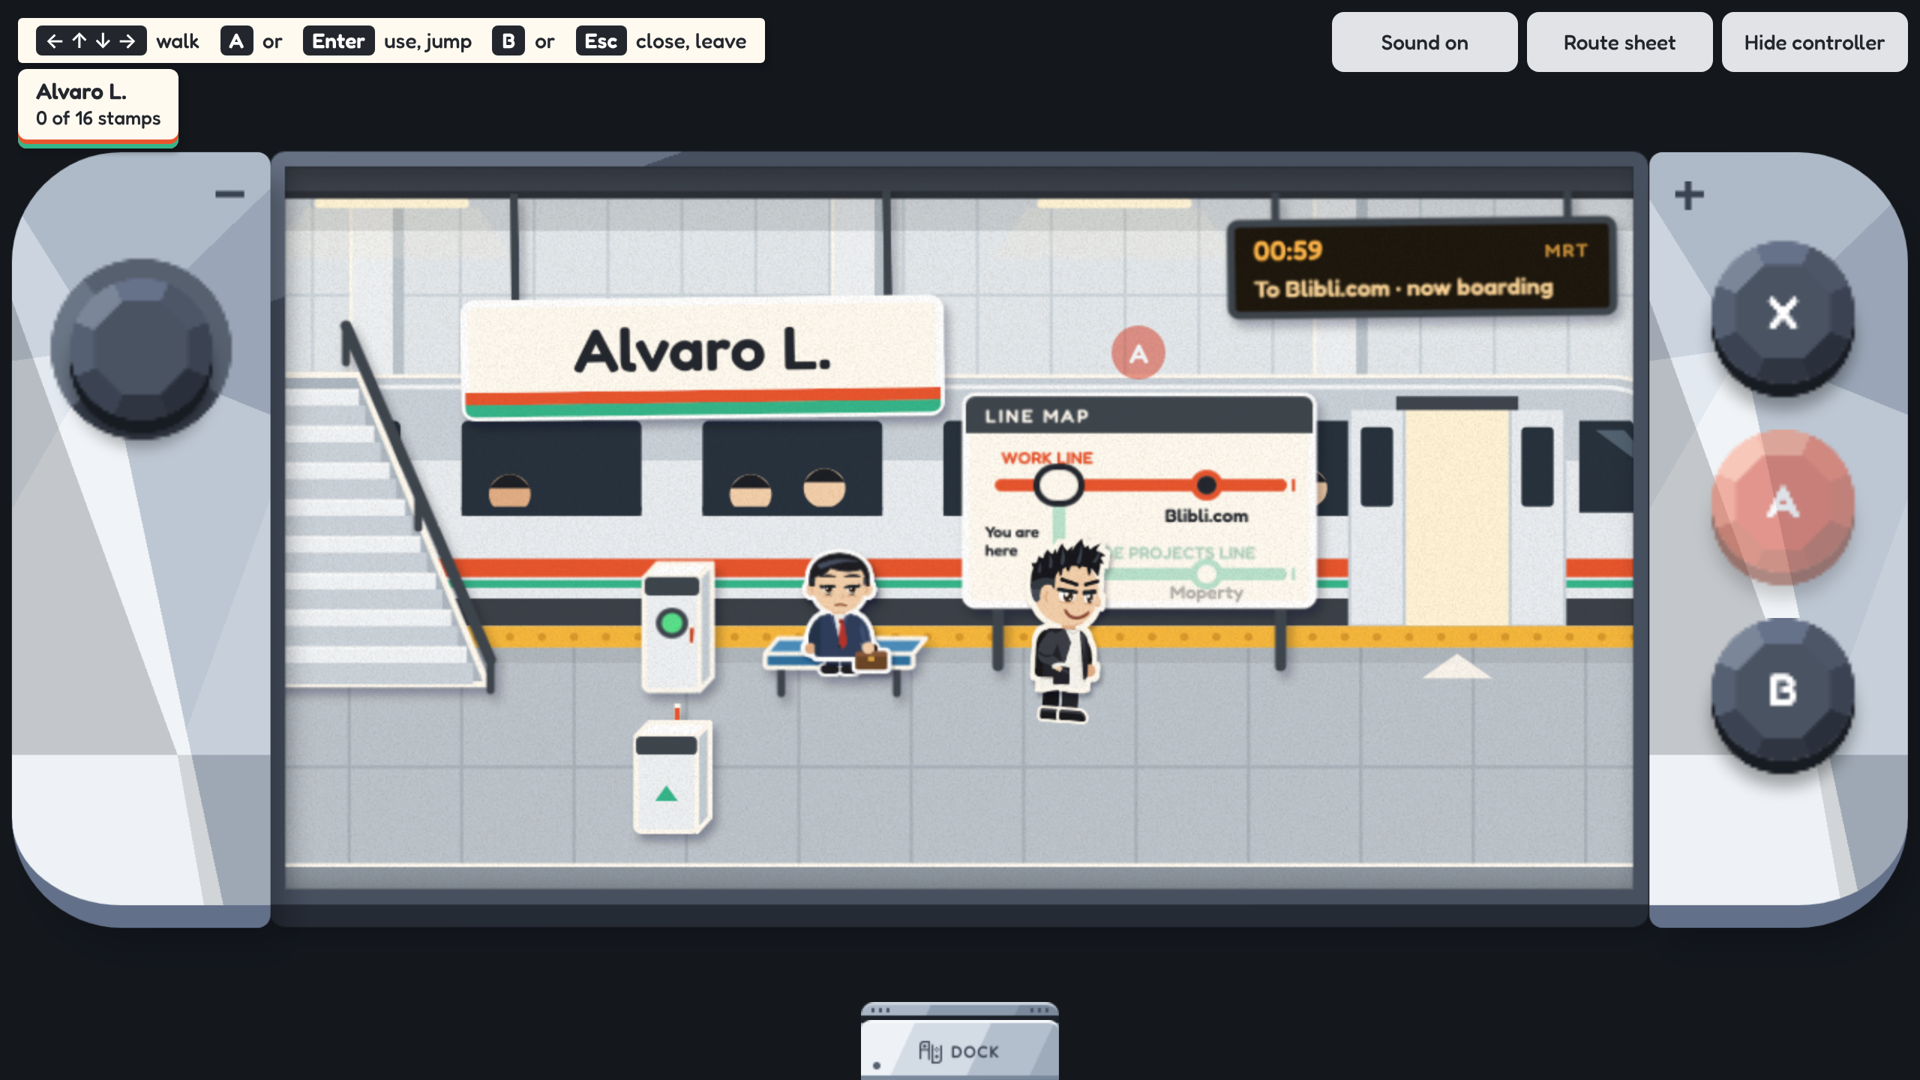 ← ↑ ↓ → walk A or Enter use, jump B or Esc close, leave
Sound on
Route sheet
Hide controller
Alvaro L.
0 of 16 stamps
00:59 MRT
To Blibli.com · now boarding
Alvaro L.
A
LINE MAP
WORK LINE
Blibli.com
You are
here
PROJECTS LINE
Moperty
X
A
B
DOCK